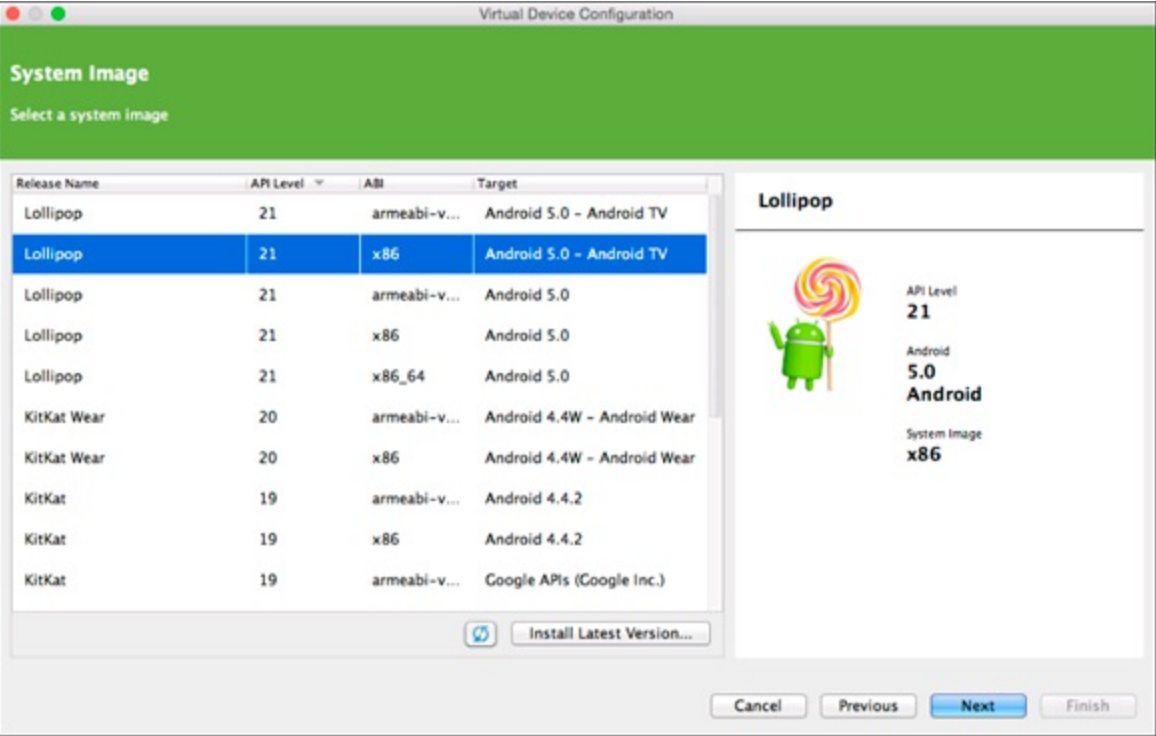 Virtual Device Configuration
System Image
Select a system image
Release Name API Level ABI Target
Lollipop 21 armeabi-v... Android 5.0 - Android TV
Lollipop 21 x86 Android 5.0 - Android TV
Lollipop 21 armeabi-v... Android 5.0
Lollipop 21 x86 Android 5.0
Lollipop 21 x86_64 Android 5.0
KitKat Wear 20 armeabi-v... Android 4.4W - Android Wear
KitKat Wear 20 x86 Android 4.4W - Android Wear
KitKat 19 armeabi-v... Android 4.4.2
KitKat 19 x86 Android 4.4.2
KitKat 19 armeabi-v... Google APIs (Google Inc.)
Install Latest Version...
Lollipop
API Level
21
Android
5.0
Android
System Image
x86
Cancel Previous Next Finish